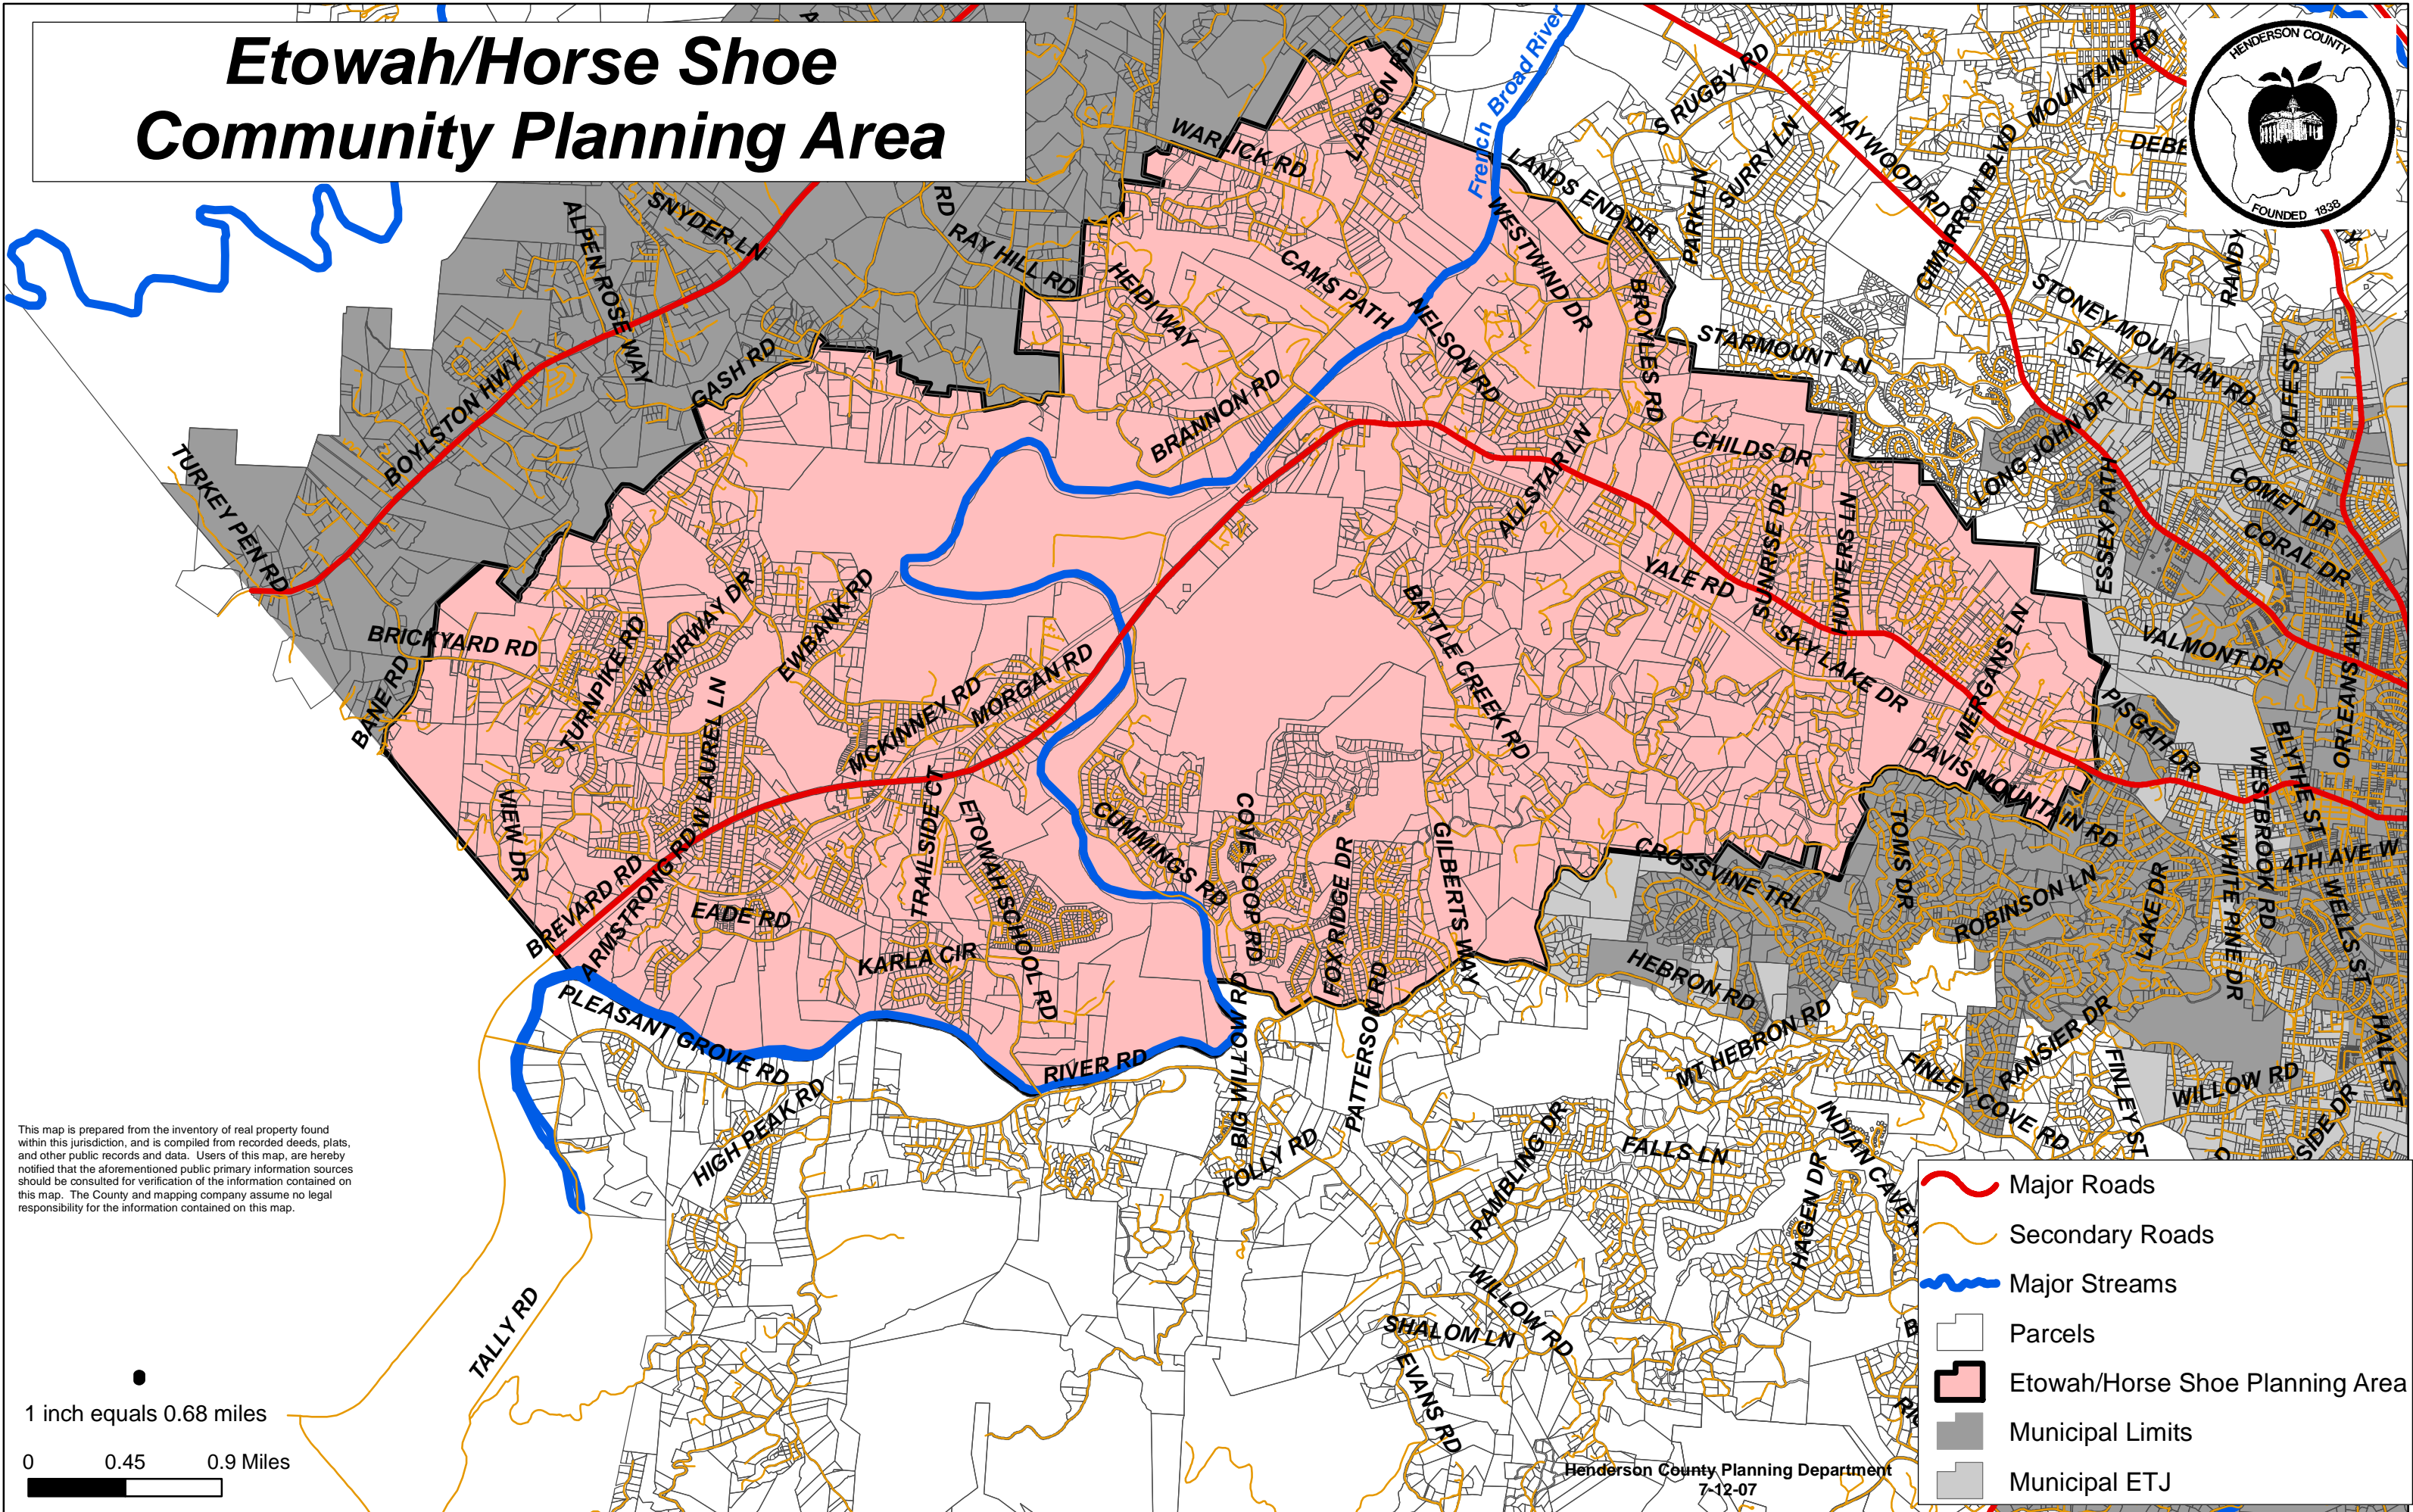 Etowah/Horse Shoe
Community Planning Area
HENDERSON COUNTY
FOUNDED 1838
French Broad River
WARLICK RD
LADSON RD
LANDS END DR
S RUGBY RD
SURRY LN
PARK LN
HAYWOOD RD
CIMARRON BLVD
MOUNTAIN RD
DEBE
RANDY
SNYDER LN
ALPEN ROSE WAY
RD
RAY HILL RD
HEIDI WAY
CAMS PATH
NELSON RD
WESTWIND DR
BROYLES RD
STARMOUNT LN
STONEY MOUNTAIN RD
SEVIER DR
ROLFE ST
GASH RD
BOYLSTON HWY
BRANNON RD
ALLSTAR LN
CHILDS DR
LONG JOHN DR
ESSEX PATH
COMET DR
CORAL DR
TURKEY PEN RD
SUNRISE DR
HUNTERS LN
YALE RD
SKY LAKE DR
MERGANS LN
VALMONT DR
ORLEANS AVE
BRICKYARD RD
BANE RD
TURNPIKE RD
W FAIRWAY DR
EWBANK RD
MCKINNEY RD
MORGAN RD
BATTLE CREEK RD
DAVIS MOUNTAIN RD
PISGAH DR
BLYTHE ST
WESTBROOK RD
VIEW DR
W LAUREL LN
BREVARD RD
ARMSTRONG RD
EADE RD
TRAILSIDE CT
ETOWAH SCHOOL RD
KARLA CIR
CUMMINGS RD
COVE LOOP RD
FOX RIDGE DR
GILBERTS WAY
CROSSVINE TRL
TOMS DR
ROBINSON LN
LAKE DR
WHITE PINE DR
4TH AVE W
WELLS ST
HALL ST
HEBRON RD
MT HEBRON RD
PLEASANT GROVE RD
RIVER RD
BIG WILLOW RD
PATTERSON RD
HIGH PEAK RD
FOLLY RD
RAMBLING DR
FALLS LN
HAGEN DR
INDIAN CAVE R
FINLEY COVE RD
RANSIER DR
FINLEY ST
WILLOW RD
SIDE DR
D
TALLY RD
WILLOW RD
SHALOM LN
EVANS RD
This map is prepared from the inventory of real property found
within this jurisdiction, and is compiled from recorded deeds, plats,
and other public records and data. Users of this map, are hereby
notified that the aforementioned public primary information sources
should be consulted for verification of the information contained on
this map. The County and mapping company assume no legal
responsibility for the information contained on this map.
1 inch equals 0.68 miles
0 0.45 0.9 Miles
Henderson County Planning Department
7-12-07
Major Roads
Secondary Roads
Major Streams
Parcels
Etowah/Horse Shoe Planning Area
Municipal Limits
Municipal ETJ